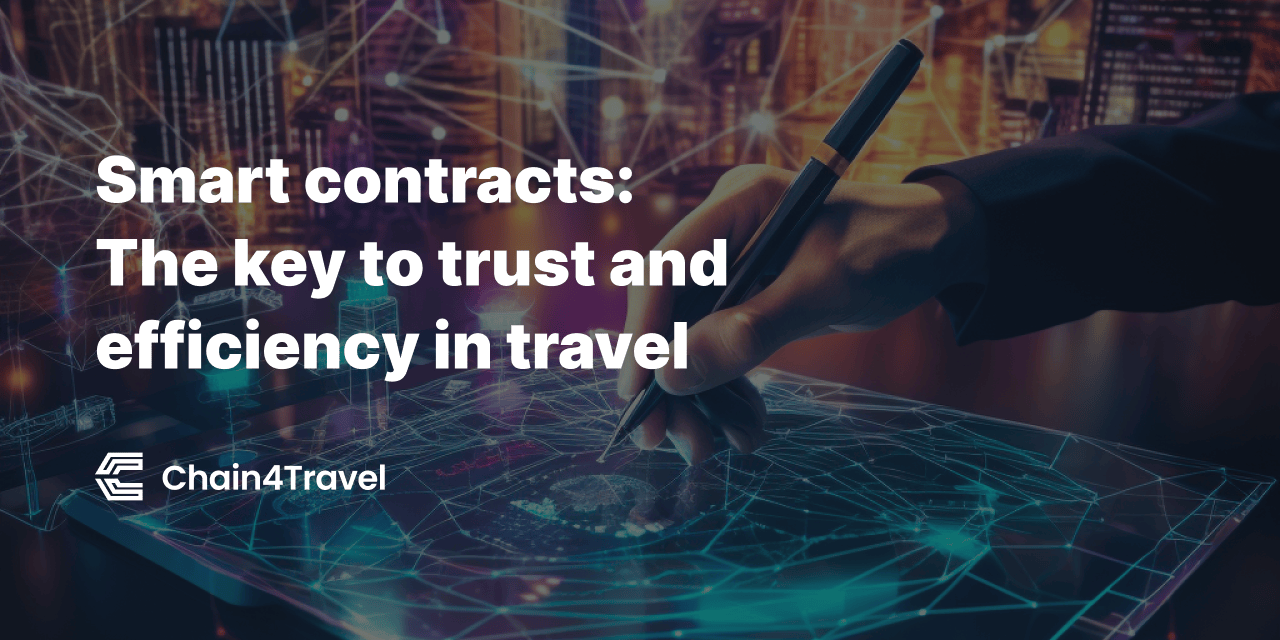 Smart contracts:
The key to trust and
efficiency in travel
Chain4Travel